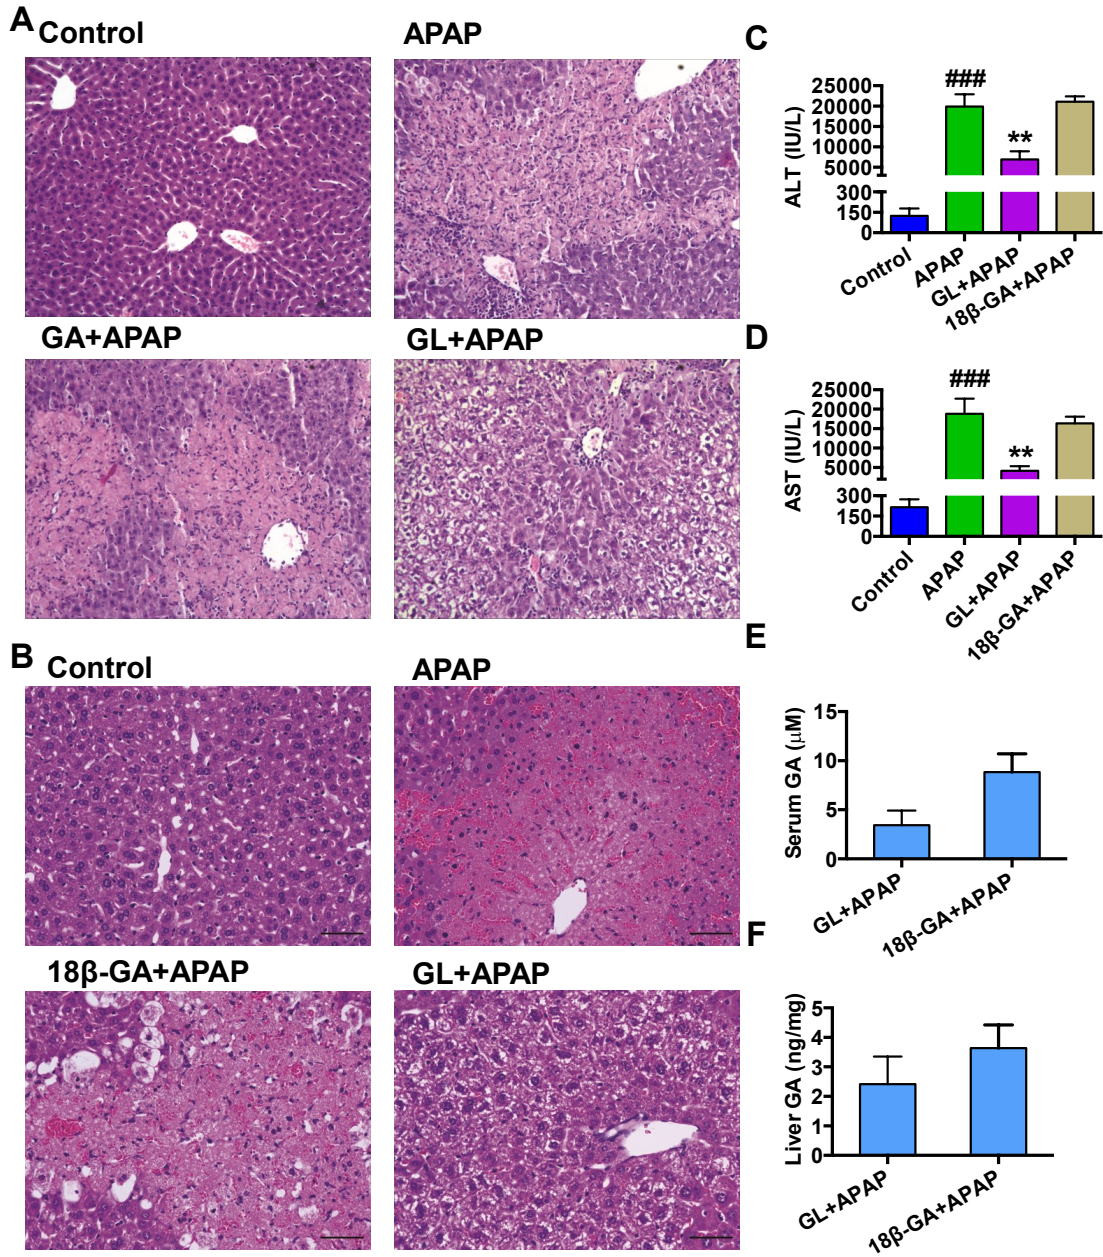 A Control
APAP
GA+APAP
GL+APAP
B Control
APAP
18β-GA+APAP
GL+APAP
C
ALT (IU/L)
25000
20000
15000
10000
5000
300
150
0
###
**
Control
APAP
GL+APAP
18β-GA+APAP
D
AST (IU/L)
25000
20000
15000
10000
5000
300
150
0
###
**
Control
APAP
GL+APAP
18β-GA+APAP
E
Serum GA (μM)
15
10
5
0
GL+APAP
18β-GA+APAP
F
Liver GA (ng/mg)
5
4
3
2
1
0
GL+APAP
18β-GA+APAP